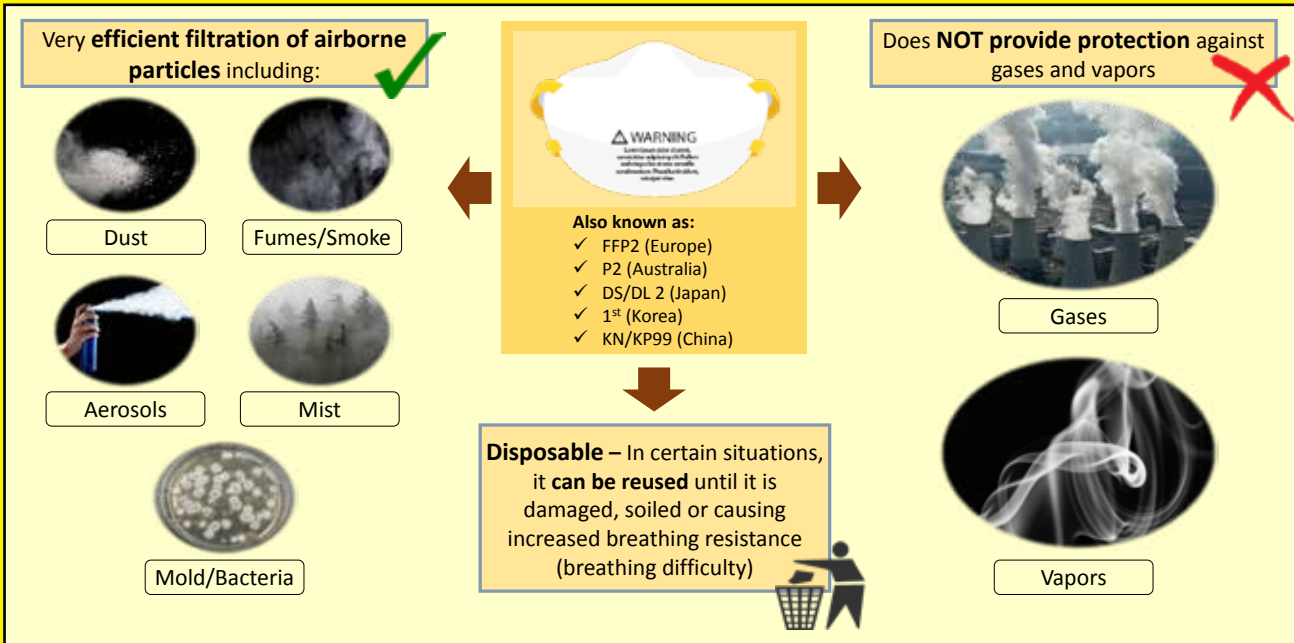 Very efficient filtration of airborne
particles including:
Dust
Fumes/Smoke
Aerosols
Mist
Mold/Bacteria
WARNING
Also known as:
✓ FFP2 (Europe)
✓ P2 (Australia)
✓ DS/DL 2 (Japan)
✓ 1st (Korea)
✓ KN/KP99 (China)
Disposable – In certain situations,
it can be reused until it is
damaged, soiled or causing
increased breathing resistance
(breathing difficulty)
Does NOT provide protection against
gases and vapors
Gases
Vapors